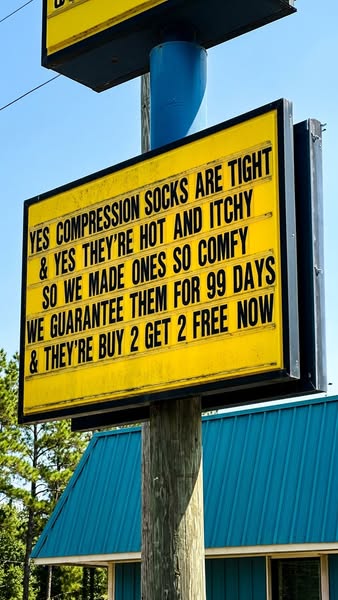 YES COMPRESSION SOCKS ARE TIGHT
& YES THEY'RE HOT AND ITCHY
SO WE MADE ONES SO COMFY
WE GUARANTEE THEM FOR 99 DAYS
& THEY'RE BUY 2 GET 2 FREE NOW